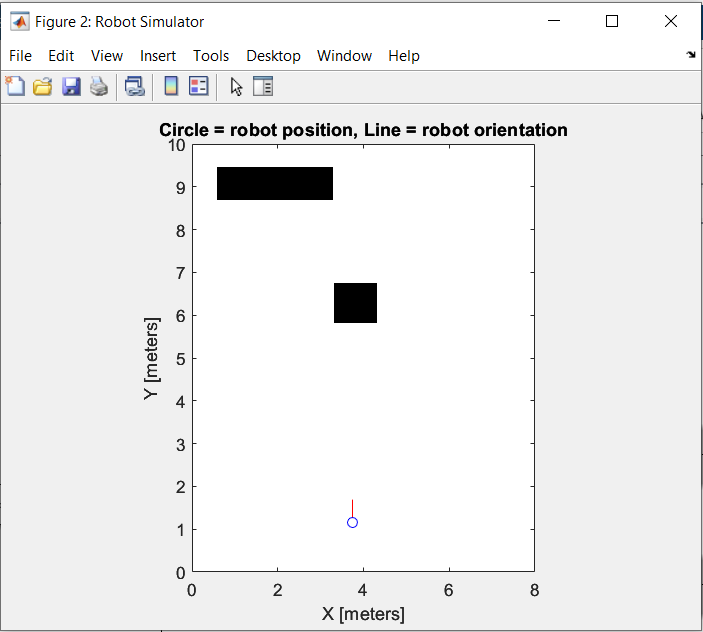 Figure 2: Robot Simulator
File Edit View Insert Tools Desktop Window Help
Circle = robot position, Line = robot orientation
10
9
8
7
6
5
4
3
2
1
0
Y [meters]
0 2 4 6 8
X [meters]